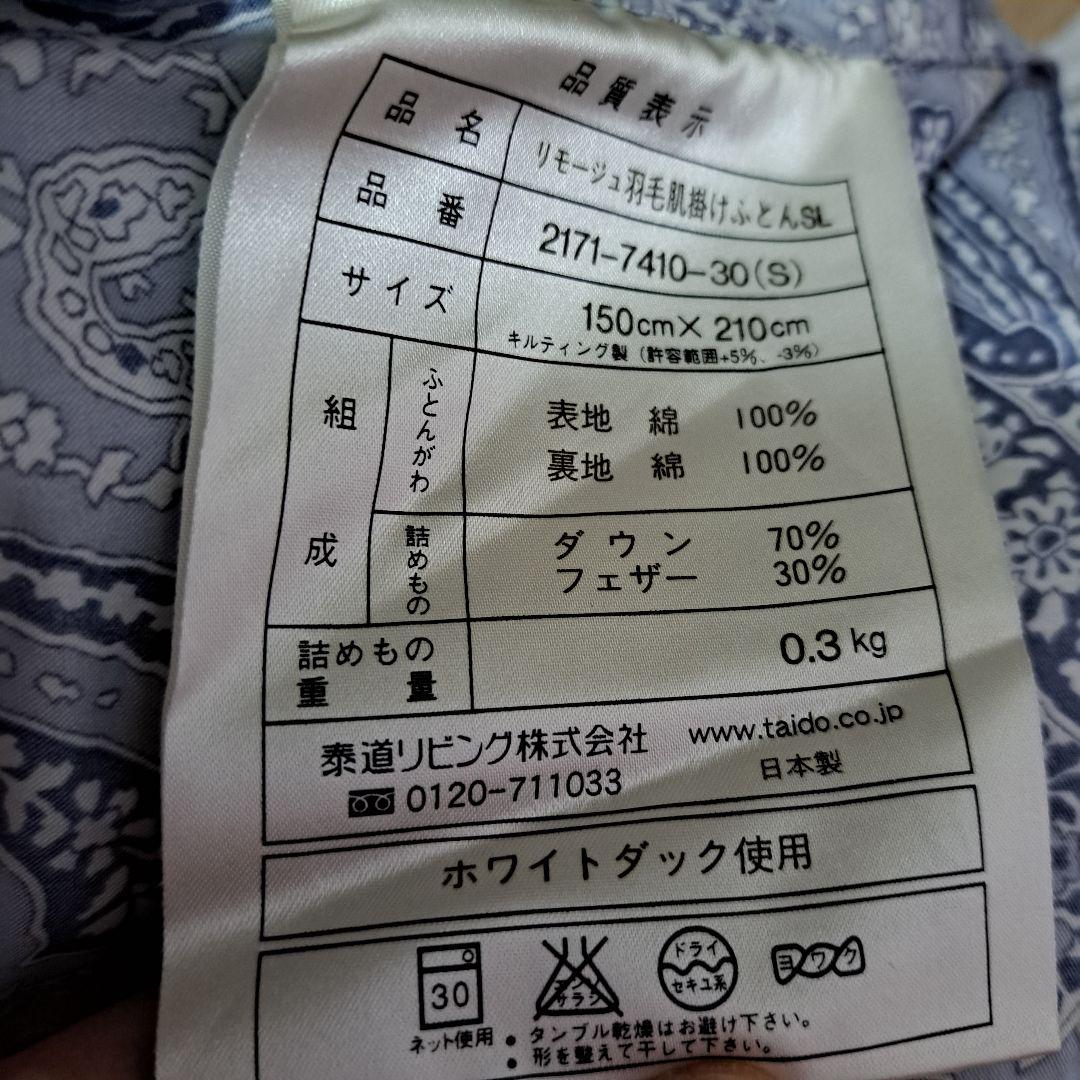 品質表示
品名 リモージュ羽毛肌掛けふとんSL
品番 2171-7410-30(S)
サイズ 150cm×210cm
キルティング製(許容範囲+5%、-3%)
組成 ふとんがわ 表地 綿 100%
裏地 綿 100%
詰めもの ダウン 70%
フェザー 30%
詰めもの重量 0.3kg
泰道リビング株式会社 www.taido.co.jp
0120-711033 日本製
ホワイトダック使用
30 エンソサラシ ドライ セキユ系 ヨワク
ネット使用
• タンブル乾燥はお避け下さい。
• 形を整えて干して下さい。